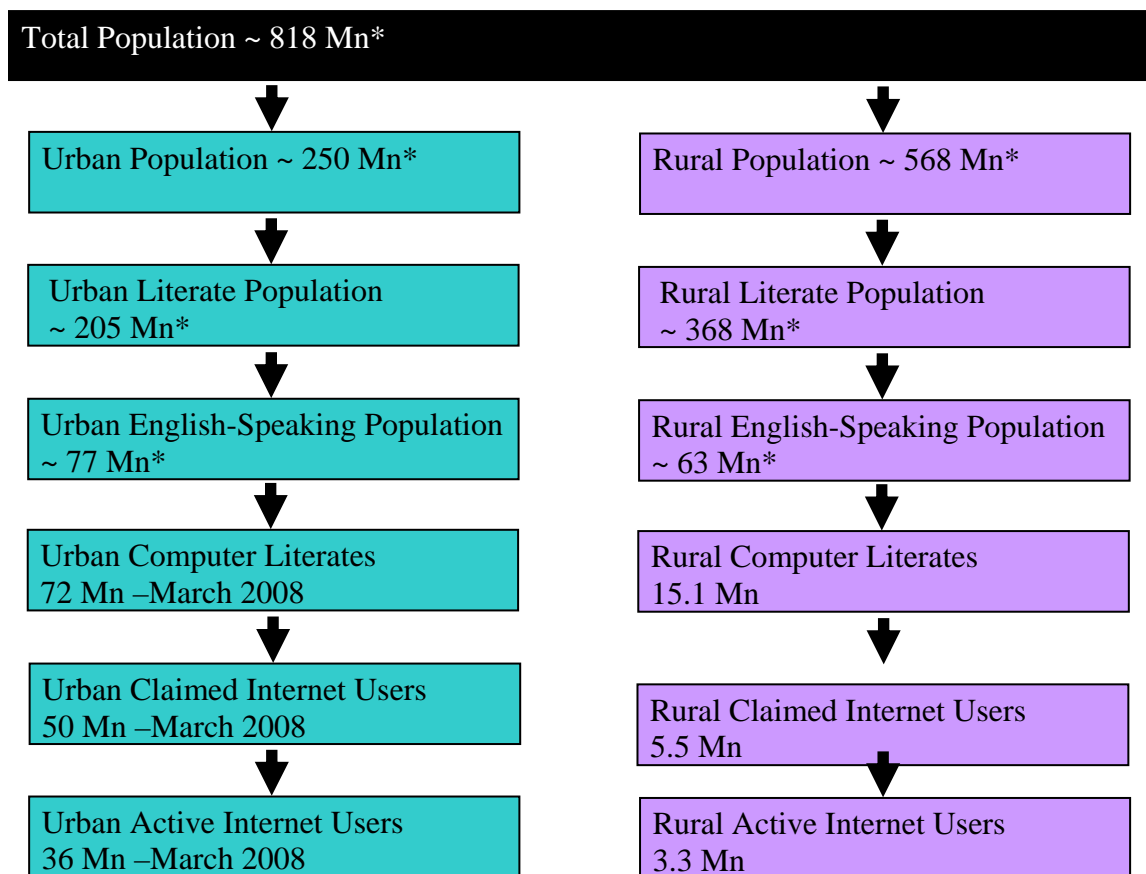 Total Population ~ 818 Mn*
Urban Population ~ 250 Mn*
Rural Population ~ 568 Mn*
Urban Literate Population
~ 205 Mn*
Rural Literate Population
~ 368 Mn*
Urban English-Speaking Population
~ 77 Mn*
Rural English-Speaking Population
~ 63 Mn*
Urban Computer Literates
72 Mn –March 2008
Rural Computer Literates
15.1 Mn
Urban Claimed Internet Users
50 Mn –March 2008
Rural Claimed Internet Users
5.5 Mn
Urban Active Internet Users
36 Mn –March 2008
Rural Active Internet Users
3.3 Mn